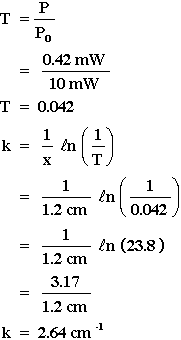 T = P/P₀
= 0.42 mW/10 mW
T = 0.042
k = 1/x ℓn (1/T)
= 1/1.2 cm ℓn (1/0.042)
= 1/1.2 cm ℓn (23.8)
= 3.17/1.2 cm
k = 2.64 cm⁻¹